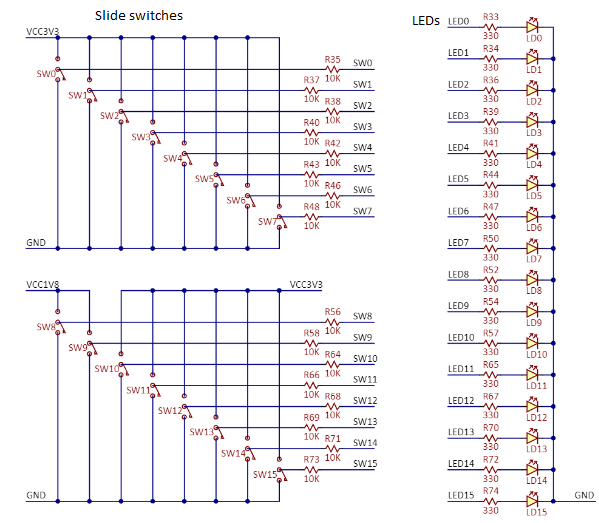 Slide switches
VCC3V3
R35
SW0
SW0
10K
R37
SW1
SW1
10K
R38
SW2
SW2
10K
R40
SW3
SW3
10K
R42
SW4
SW4
10K
R43
SW5
SW5
10K
R46
SW6
SW6
10K
R48
SW7
SW7
10K
GND
VCC1V8
VCC3V3
R56
SW8
SW8
10K
R58
SW9
SW9
10K
R64
SW10
SW10
10K
R66
SW11
SW11
10K
R68
SW12
SW12
10K
R69
SW13
SW13
10K
R71
SW14
SW14
10K
R73
SW15
SW15
10K
GND
LEDs
LED0
R33
330
LD0
LED1
R34
330
LD1
LED2
R36
330
LD2
LED3
R39
330
LD3
LED4
R41
330
LD4
LED5
R44
330
LD5
LED6
R47
330
LD6
LED7
R50
330
LD7
LED8
R52
330
LD8
LED9
R54
330
LD9
LED10
R57
330
LD10
LED11
R65
330
LD11
LED12
R67
330
LD12
LED13
R70
330
LD13
LED14
R72
330
LD14
LED15
R74
330
LD15
GND